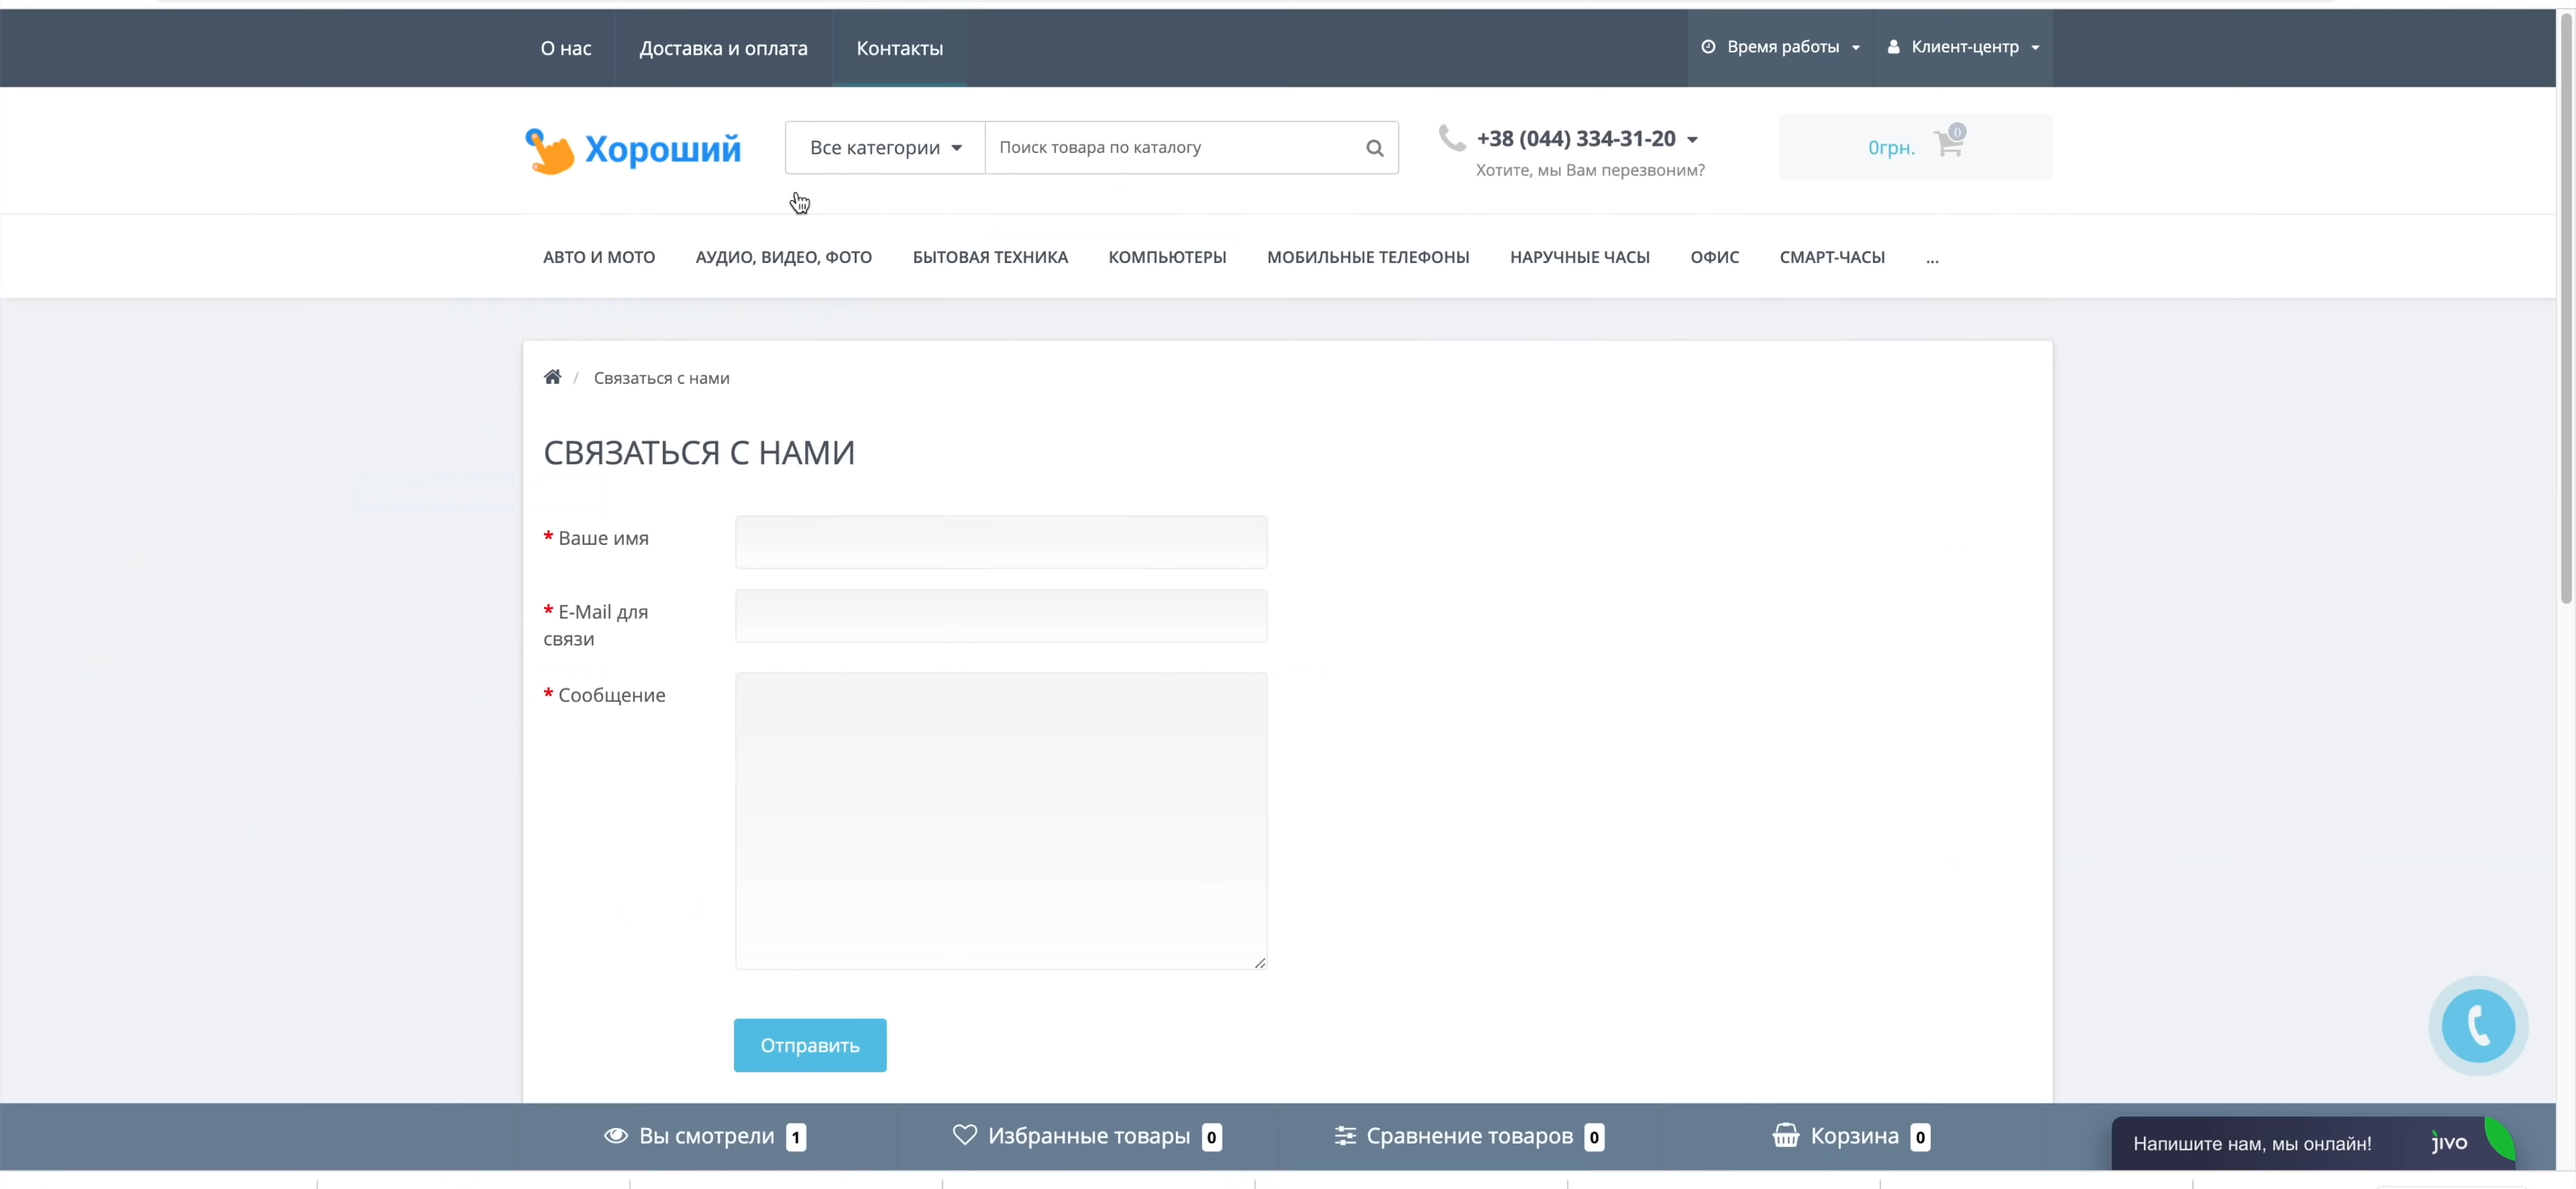 О нас
Доставка и оплата
Контакты
Время работы
Клиент-центр
Хороший
Все категории
Поиск товара по каталогу
+38 (044) 334-31-20
Хотите, мы Вам перезвоним?
0грн.
0
АВТО И МОТО
АУДИО, ВИДЕО, ФОТО
БЫТОВАЯ ТЕХНИКА
КОМПЬЮТЕРЫ
МОБИЛЬНЫЕ ТЕЛЕФОНЫ
НАРУЧНЫЕ ЧАСЫ
ОФИС
СМАРТ-ЧАСЫ
...
/ Связаться с нами
СВЯЗАТЬСЯ С НАМИ
* Ваше имя
* E-Mail для
связи
* Сообщение
Отправить
Вы смотрели 1
Избранные товары 0
Сравнение товаров 0
Корзина 0
Напишите нам, мы онлайн!
jivo